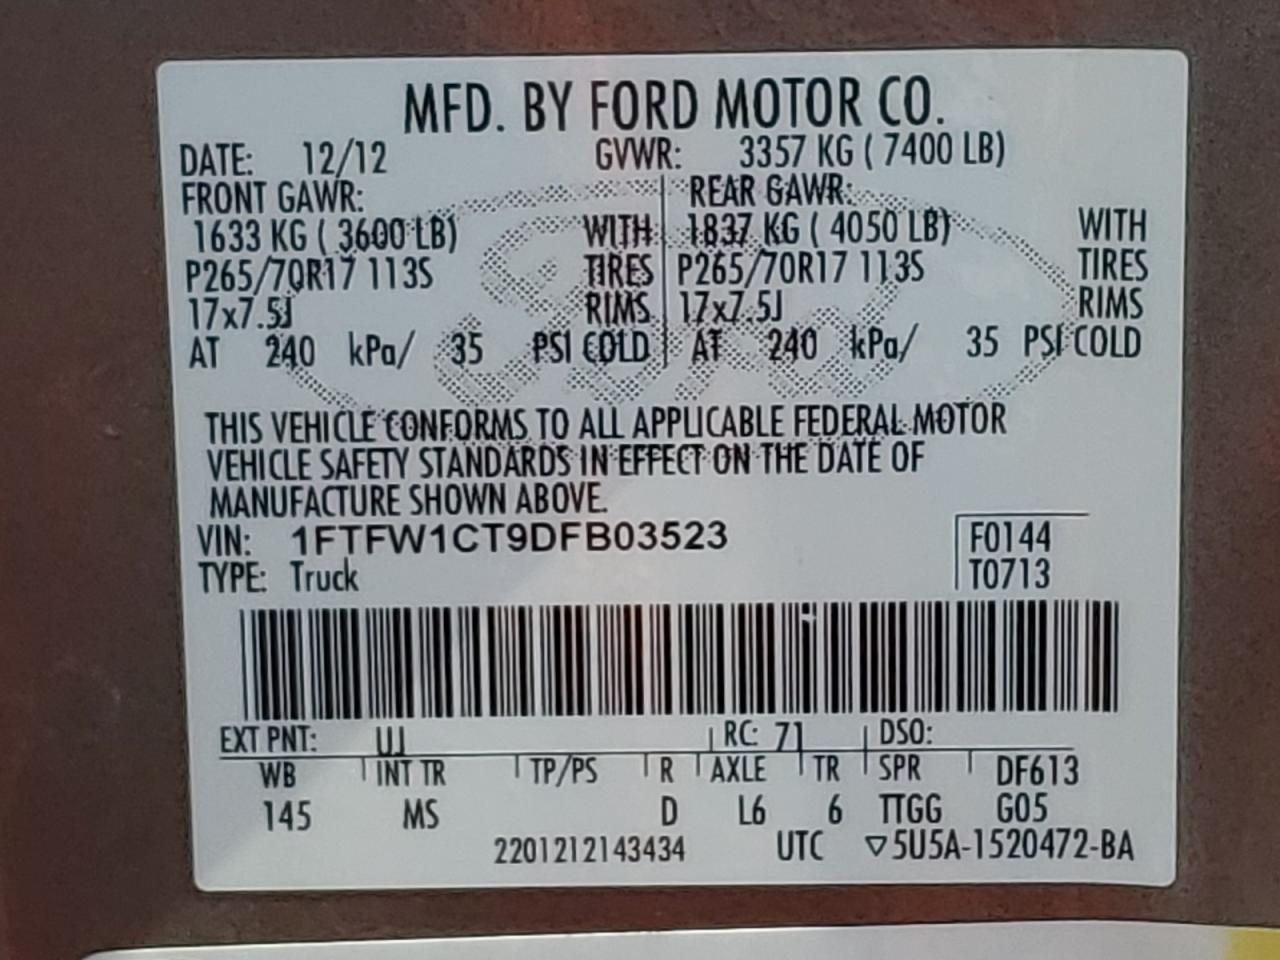 MFD. BY FORD MOTOR CO.
DATE: 12/12 GVWR: 3357 KG ( 7400 LB)
FRONT GAWR: REAR GAWR:
1633 KG ( 3600 LB) WITH 1837 KG ( 4050 LB) WITH
P265/70R17 113S TIRES P265/70R17 113S TIRES
17x7.5J RIMS 17x7.5J RIMS
AT 240 kPa/ 35 PSI COLD AT 240 kPa/ 35 PSI COLD
THIS VEHICLE CONFORMS TO ALL APPLICABLE FEDERAL MOTOR
VEHICLE SAFETY STANDARDS IN EFFECT ON THE DATE OF
MANUFACTURE SHOWN ABOVE.
VIN: 1FTFW1CT9DFB03523 F0144
TYPE: Truck T0713
EXT PNT: UJ RC: 71 DSO:
WB INT TR TP/PS R AXLE TR SPR DF613
145 MS D L6 6 TTGG G05
2201212143434 UTC ▽5U5A-1520472-BA